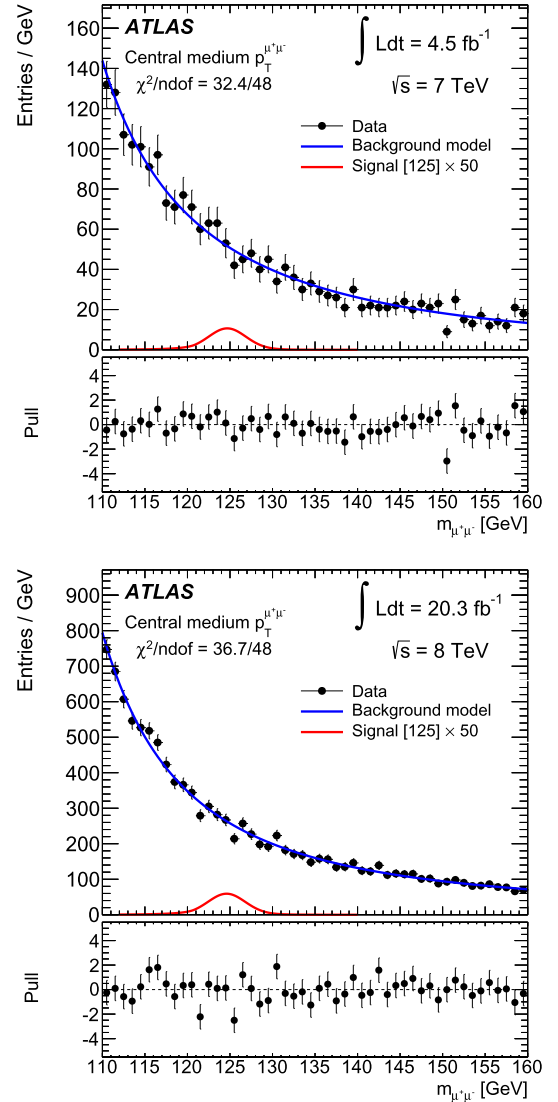 ATLAS
Central medium p_T^{μ⁺μ⁻}
χ²/ndof = 32.4/48
∫ Ldt = 4.5 fb⁻¹
√s = 7 TeV
Data
Background model
Signal [125] × 50
Entries / GeV
160
140
120
100
80
60
40
20
0
Pull
4
2
0
-2
-4
110 115 120 125 130 135 140 145 150 155 160
m_{μ⁺μ⁻} [GeV]
ATLAS
Central medium p_T^{μ⁺μ⁻}
χ²/ndof = 36.7/48
∫ Ldt = 20.3 fb⁻¹
√s = 8 TeV
Data
Background model
Signal [125] × 50
Entries / GeV
900
800
700
600
500
400
300
200
100
0
Pull
4
2
0
-2
-4
110 115 120 125 130 135 140 145 150 155 160
m_{μ⁺μ⁻} [GeV]